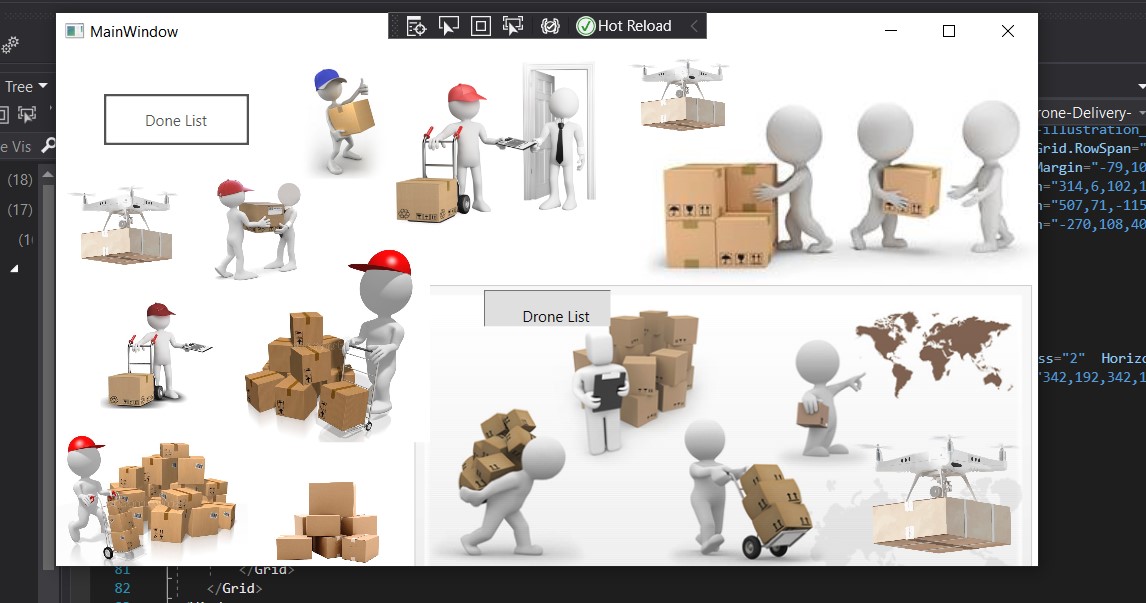 MainWindow
Hot Reload
Tree
Done List
rone-Delivery-
e Vis
-illustration
Grid.RowSpan="
(18)
Margin="-79,10
(17)
="314,6,102,1
="507,71,-115
="-270,108,40
Drone List
ss="2" Horizo
"342,192,342,1
81 </Grid>
82 </Grid>